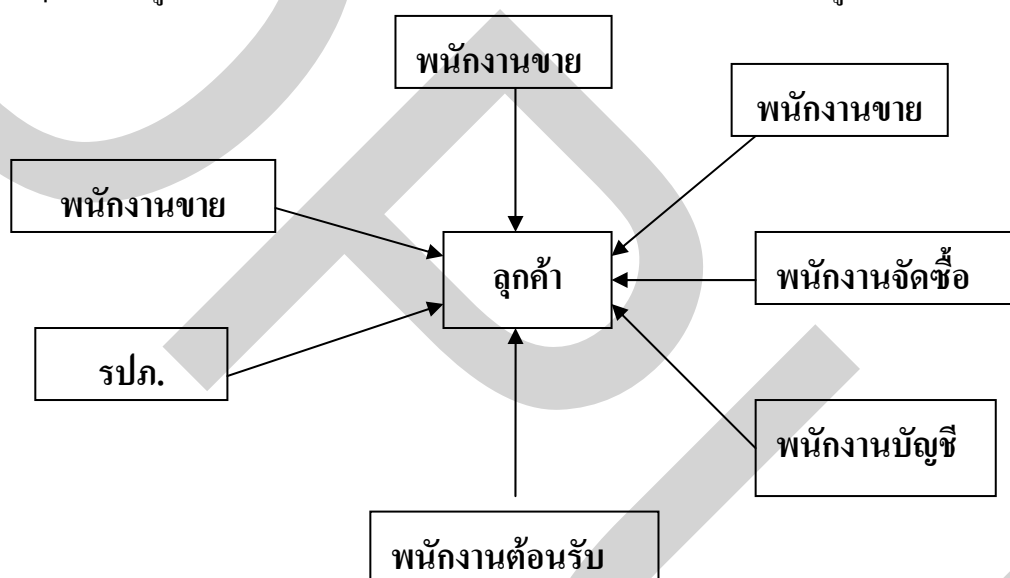 พนักงานขาย
พนักงานขาย
พนักงานขาย
ลุกค้า
พนักงานจัดซื้อ
รปภ.
พนักงานบัญชี
พนักงานต้อนรับ